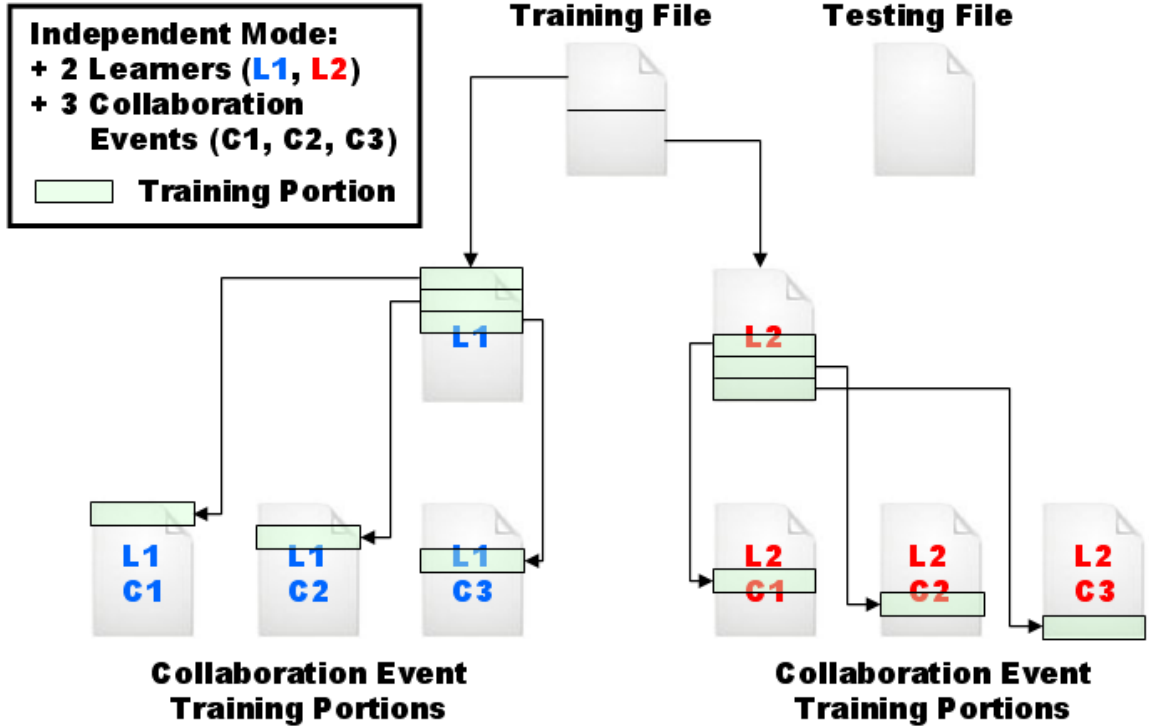 Independent Mode:
+ 2 Learners (L1, L2)
+ 3 Collaboration
Events (C1, C2, C3)
Training Portion
Training File
Testing File
L1
L2
L1
C1
L1
C2
L1
C3
L2
C1
L2
C2
L2
C3
Collaboration Event
Training Portions
Collaboration Event
Training Portions